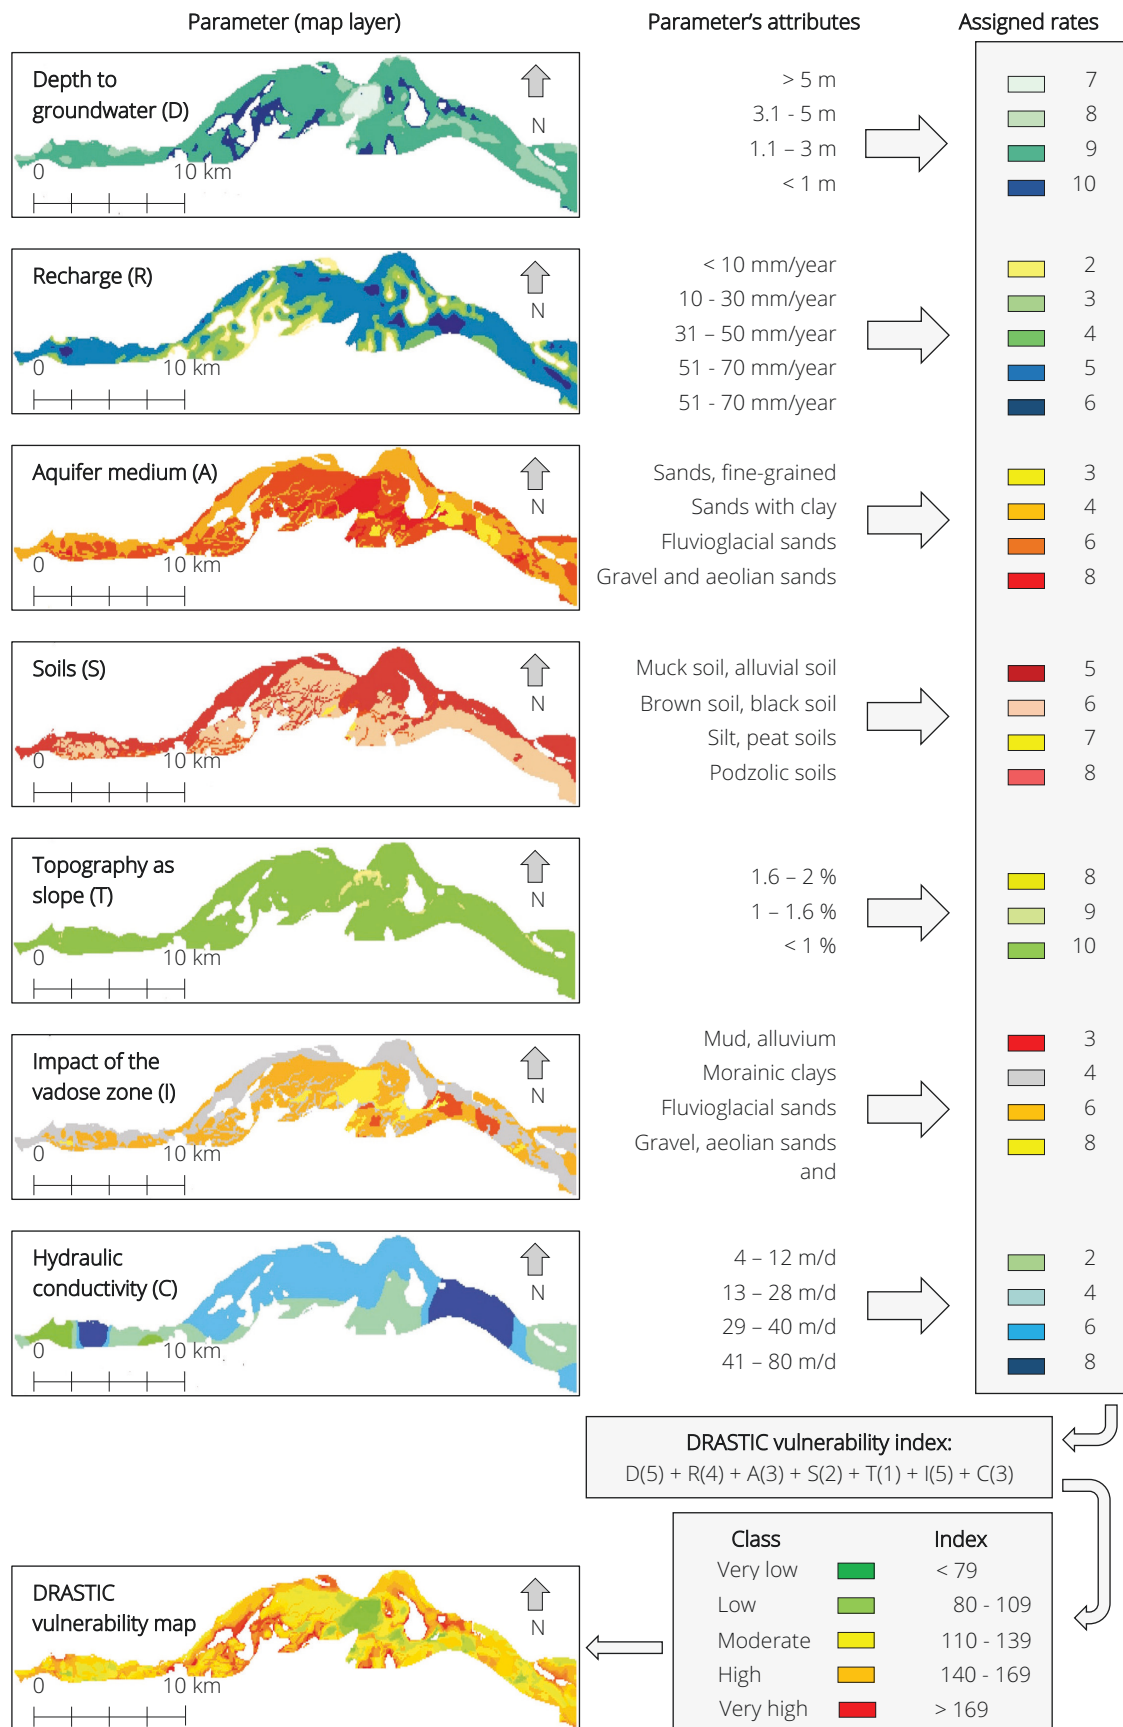 Parameter (map layer)
Parameter's attributes
Assigned rates
Depth to
groundwater (D)
N
0 10 km
> 5 m 7
3.1 - 5 m 8
1.1 – 3 m 9
< 1 m 10
Recharge (R)
N
0 10 km
< 10 mm/year 2
10 - 30 mm/year 3
31 – 50 mm/year 4
51 - 70 mm/year 5
51 - 70 mm/year 6
Aquifer medium (A)
N
0 10 km
Sands, fine-grained 3
Sands with clay 4
Fluvioglacial sands 6
Gravel and aeolian sands 8
Soils (S)
N
0 10 km
Muck soil, alluvial soil 5
Brown soil, black soil 6
Silt, peat soils 7
Podzolic soils 8
Topography as
slope (T)
N
0 10 km
1.6 – 2 % 8
1 – 1.6 % 9
< 1 % 10
Impact of the
vadose zone (I)
N
0 10 km
Mud, alluvium 3
Morainic clays 4
Fluvioglacial sands 6
Gravel, aeolian sands 8
and
Hydraulic
conductivity (C)
N
0 10 km
4 – 12 m/d 2
13 – 28 m/d 4
29 – 40 m/d 6
41 – 80 m/d 8
DRASTIC vulnerability index:
D(5) + R(4) + A(3) + S(2) + T(1) + I(5) + C(3)
Class Index
Very low < 79
Low 80 - 109
Moderate 110 - 139
High 140 - 169
Very high > 169
DRASTIC
vulnerability map
N
0 10 km